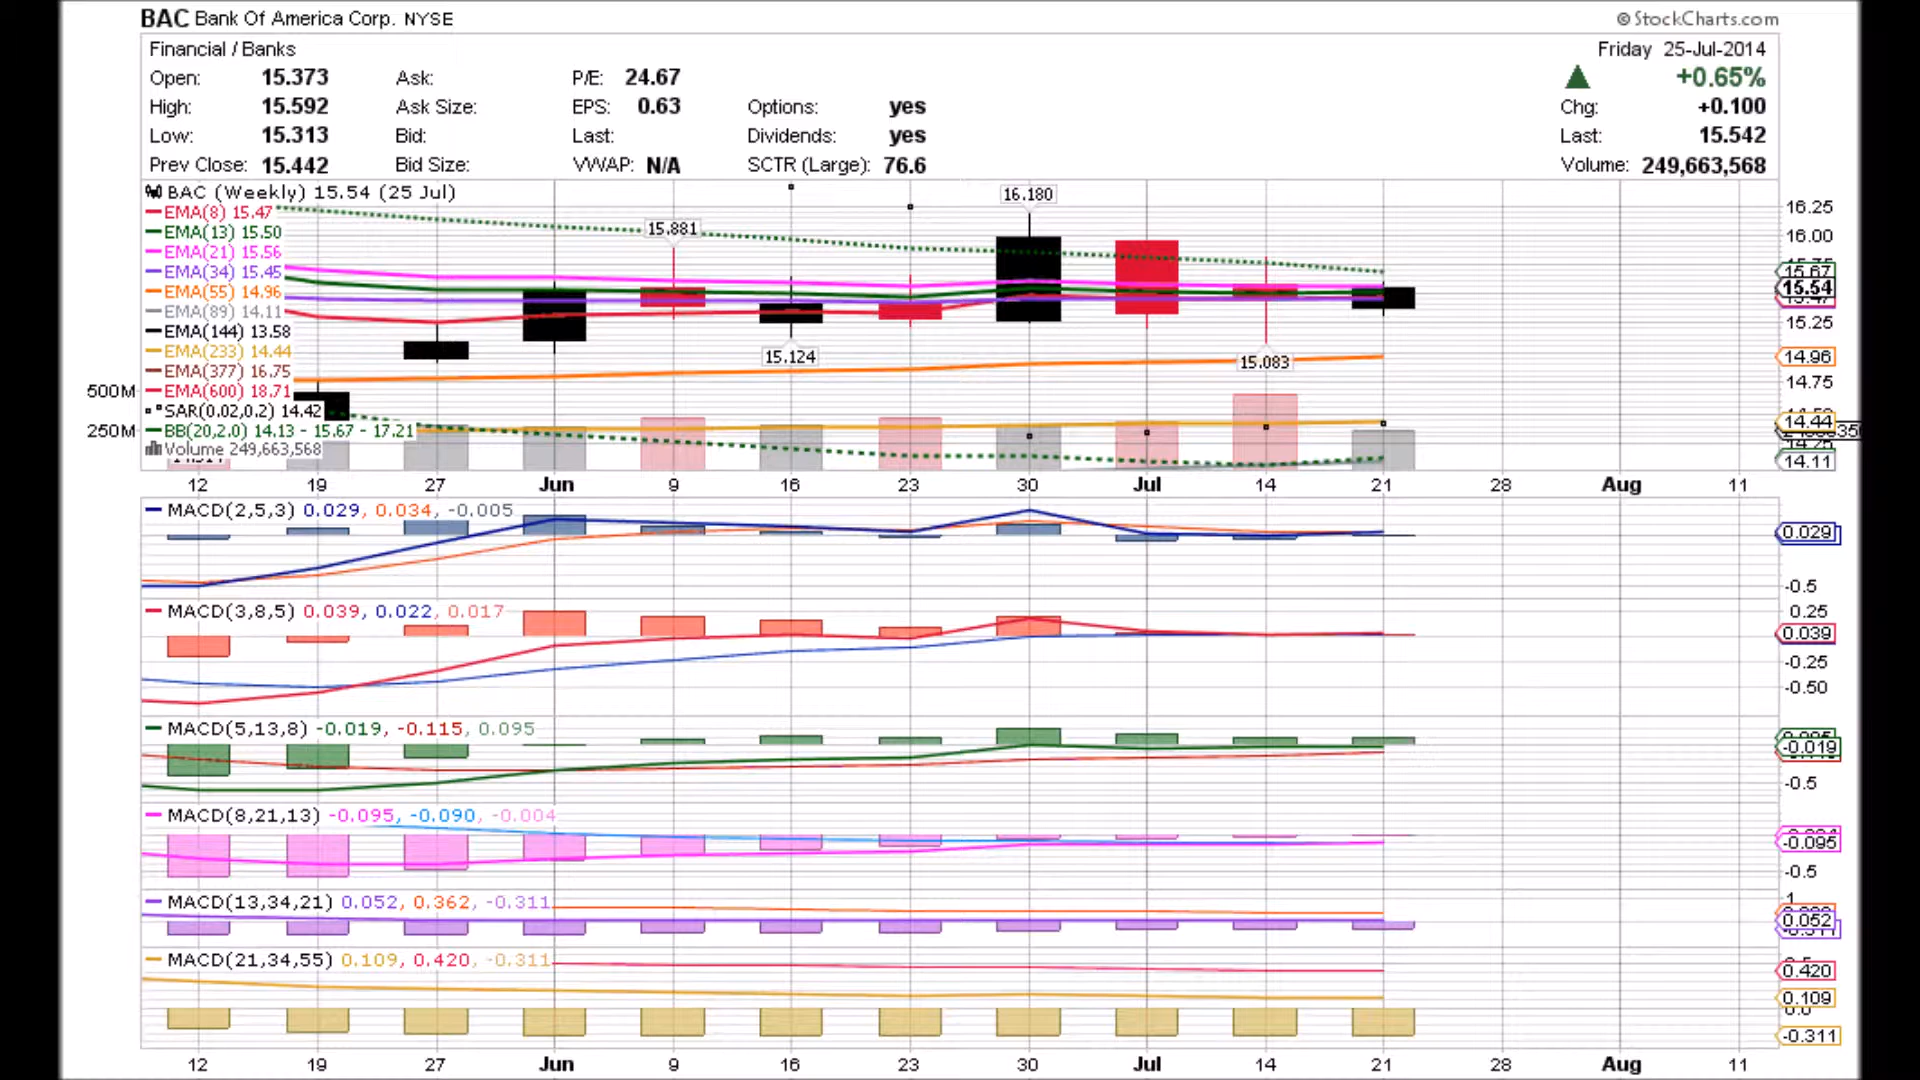 BAC Bank Of America Corp. NYSE
© StockCharts.com
Financial / Banks
Friday 25-Jul-2014
Open: 15.373 Ask: P/E: 24.67
+0.65%
High: 15.592 Ask Size: EPS: 0.63 Options: yes
Chg: +0.100
Low: 15.313 Bid: Last: Dividends: yes
Last: 15.542
Prev Close: 15.442 Bid Size: VWAP: N/A SCTR (Large): 76.6
Volume: 249,663,568
BAC (Weekly) 15.54 (25 Jul)
EMA(8) 15.47
EMA(13) 15.50
EMA(21) 15.56
EMA(34) 15.45
EMA(55) 14.96
EMA(89) 14.11
EMA(144) 13.58
EMA(233) 14.44
EMA(377) 16.75
EMA(600) 18.71
SAR(0.02,0.2) 14.42
BB(20,2.0) 14.13 - 15.67 - 17.21
Volume 249,663,568
500M
250M
15.881
15.124
16.180
15.083
16.25
16.00
15.67
15.54
15.25
14.96
14.75
14.44
14.11
12 19 27 Jun 9 16 23 30 Jul 14 21 28 Aug 11
MACD(2,5,3) 0.029, 0.034, -0.005
0.029
-0.5
MACD(3,8,5) 0.039, 0.022, 0.017
0.25
0.039
-0.25
-0.50
MACD(5,13,8) -0.019, -0.115, 0.095
-0.019
-0.5
MACD(8,21,13) -0.095, -0.090, -0.004
-0.095
-0.5
MACD(13,34,21) 0.052, 0.362, -0.311
1
0.052
MACD(21,34,55) 0.109, 0.420, -0.311
0.420
0.109
0.0
-0.311
12 19 27 Jun 9 16 23 30 Jul 14 21 28 Aug 11